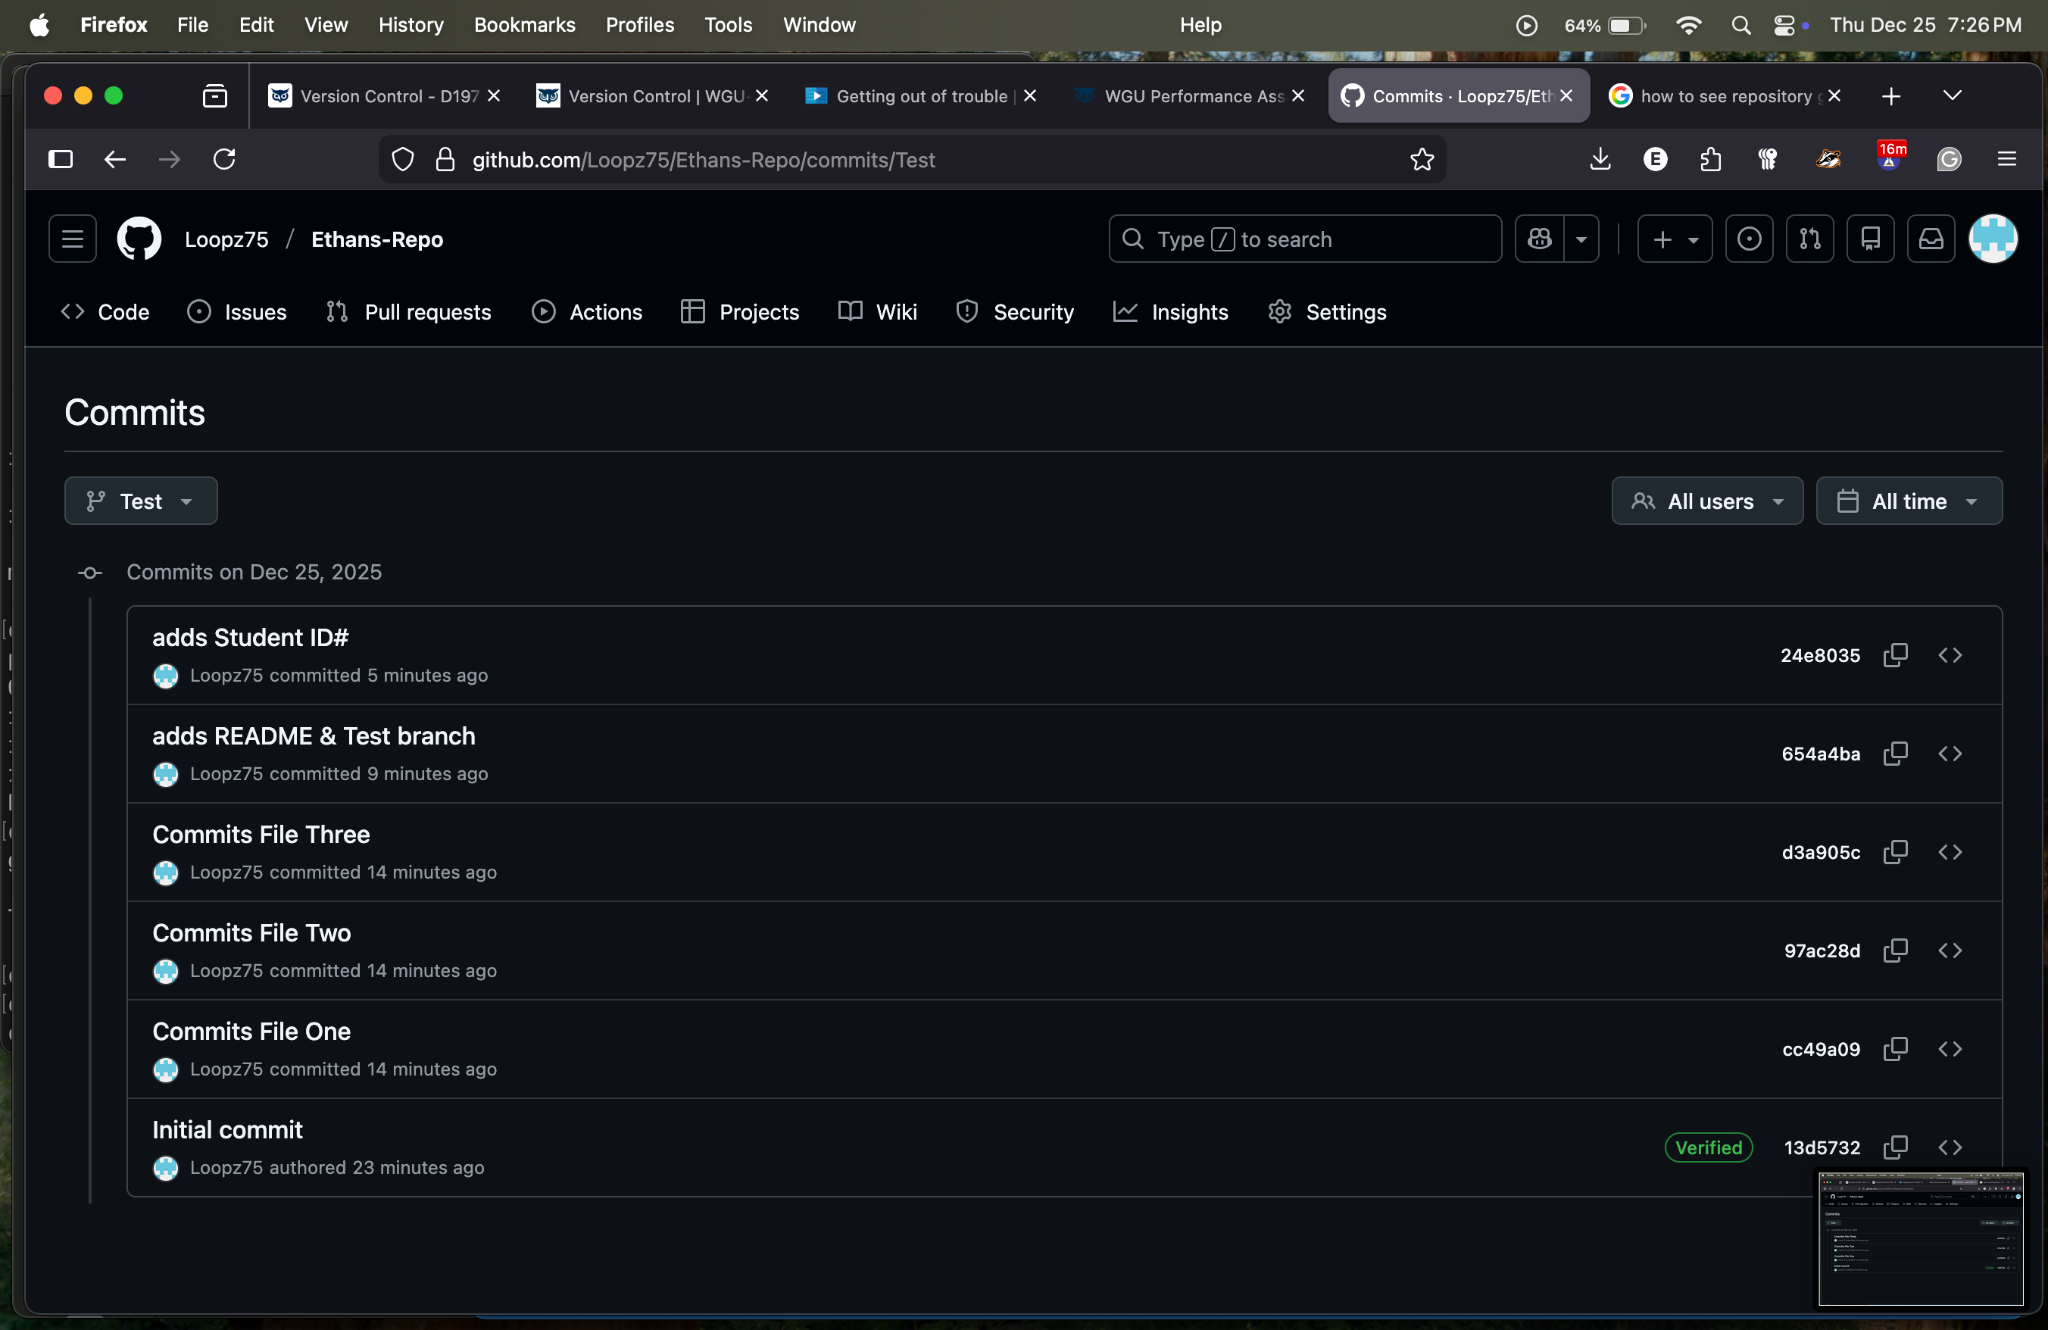 Firefox File Edit View History Bookmarks Profiles Tools Window Help 64% Thu Dec 25 7:26 PM
Version Control - D197 Version Control | WGU- Getting out of trouble | WGU Performance Ass Commits · Loopz75/Eth how to see repository
github.com/Loopz75/Ethans-Repo/commits/Test E 16m G
Loopz75 / Ethans-Repo Type / to search
Code Issues Pull requests Actions Projects Wiki Security Insights Settings
Commits
Test All users All time
Commits on Dec 25, 2025
adds Student ID#
Loopz75 committed 5 minutes ago
24e8035
adds README & Test branch
Loopz75 committed 9 minutes ago
654a4ba
Commits File Three
Loopz75 committed 14 minutes ago
d3a905c
Commits File Two
Loopz75 committed 14 minutes ago
97ac28d
Commits File One
Loopz75 committed 14 minutes ago
cc49a09
Initial commit
Loopz75 authored 23 minutes ago
Verified 13d5732